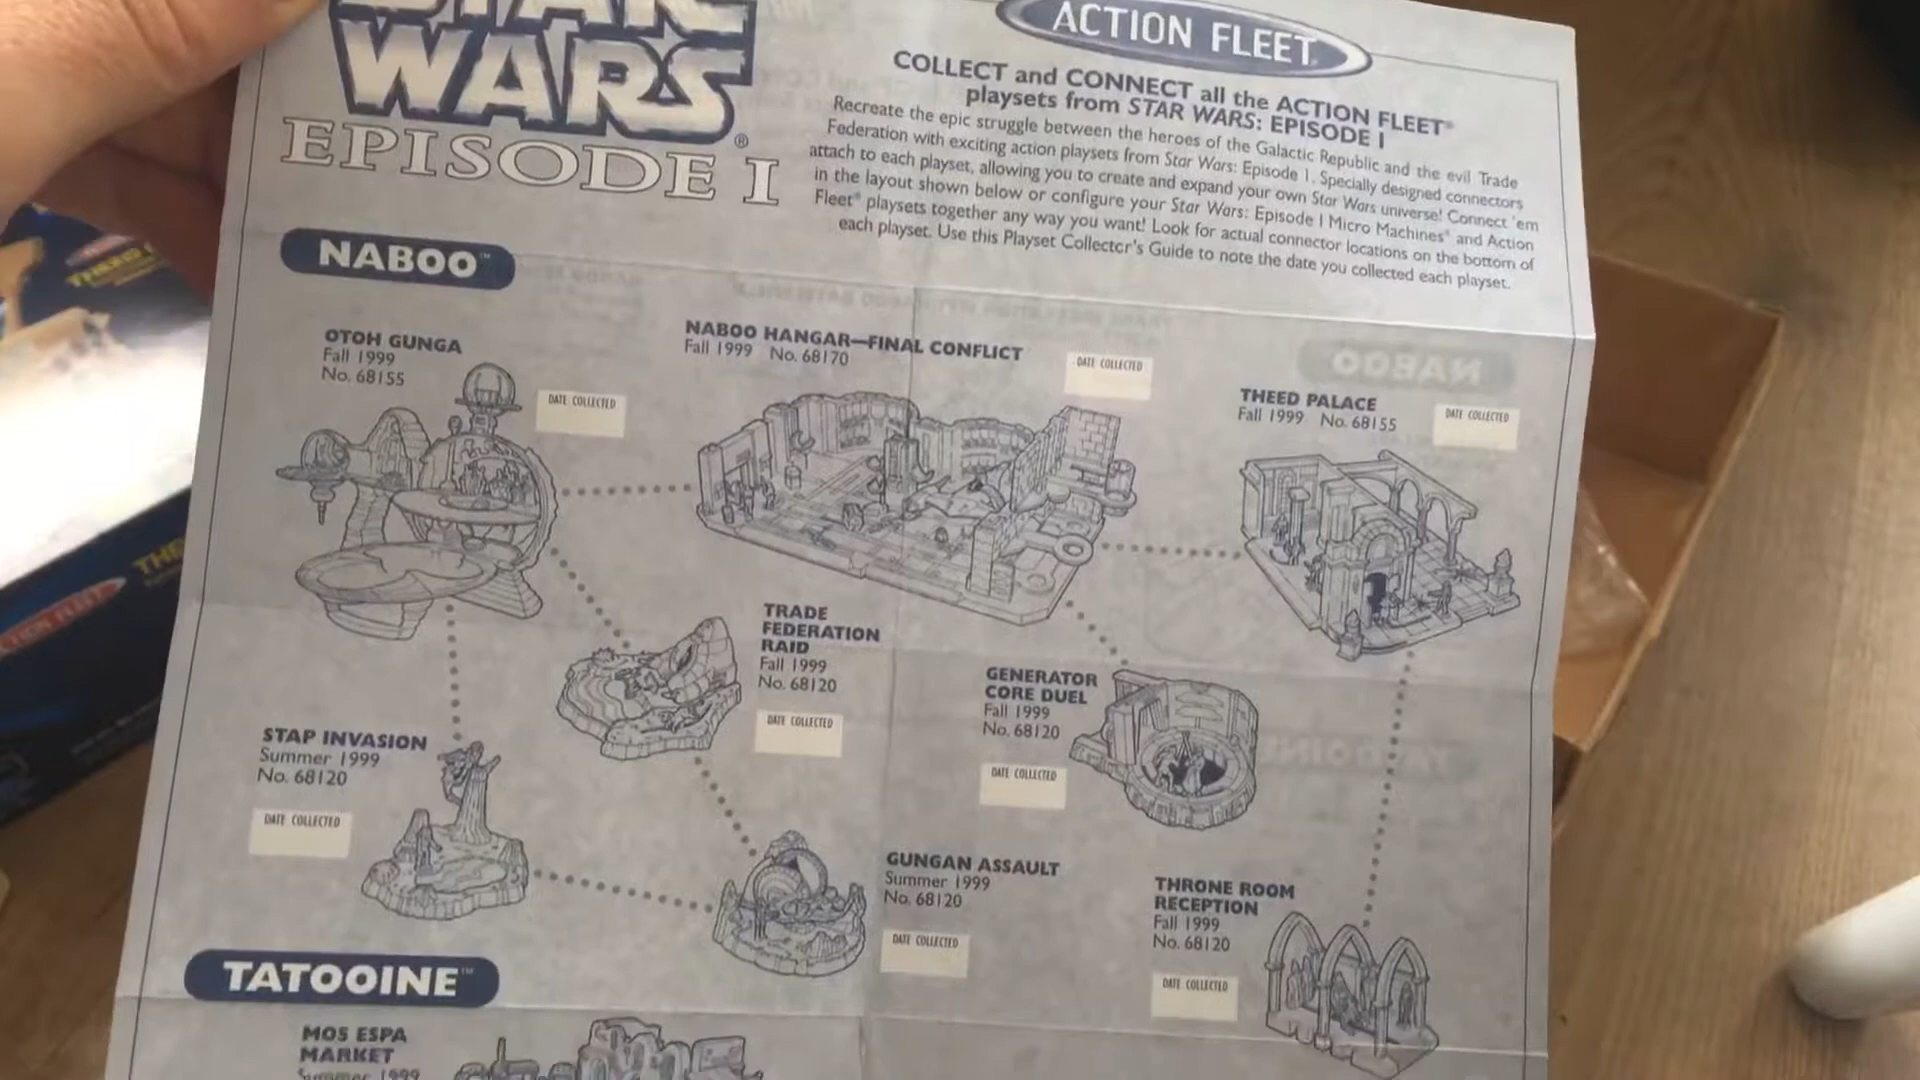 STAR
WARS®
EPISODE I
ACTION FLEET
COLLECT and CONNECT all the ACTION FLEET®
playsets from STAR WARS: EPISODE I
Recreate the epic struggle between the heroes of the Galactic Republic and the evil Trade
Federation with exciting action playsets from Star Wars: Episode I. Specially designed connectors
attach to each playset, allowing you to create and expand your own Star Wars universe! Connect 'em
in the layout shown below or configure your Star Wars: Episode I Micro Machines® and Action
Fleet® playsets together any way you want! Look for actual connector locations on the bottom of
each playset. Use this Playset Collector's Guide to note the date you collected each playset.
NABOO™
OTOH GUNGA
Fall 1999
No. 68155
DATE COLLECTED
NABOO HANGAR—FINAL CONFLICT
Fall 1999 No. 68170
DATE COLLECTED
THEED PALACE
Fall 1999 No. 68155
DATE COLLECTED
TRADE
FEDERATION
RAID
Fall 1999
No. 68120
DATE COLLECTED
GENERATOR
CORE DUEL
Fall 1999
No. 68120
DATE COLLECTED
STAP INVASION
Summer 1999
No. 68120
DATE COLLECTED
GUNGAN ASSAULT
Summer 1999
No. 68120
DATE COLLECTED
THRONE ROOM
RECEPTION
Fall 1999
No. 68120
DATE COLLECTED
TATOOINE™
MOS ESPA
MARKET
Summer 1999
ACTION FLEET